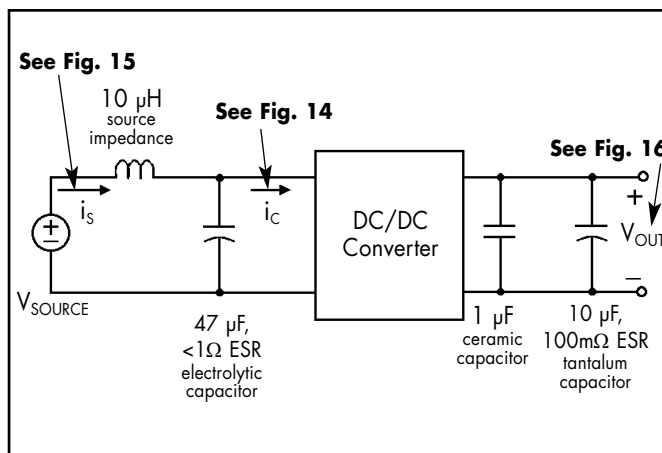 See Fig. 15
10 µH
source
impedance
See Fig. 14
See Fig. 16
iS
iC
DC/DC
Converter
+
VOUT
–
+
–
VSOURCE
47 µF,
<1Ω ESR
electrolytic
capacitor
1 µF
ceramic
capacitor
10 µF,
100mΩ ESR
tantalum
capacitor